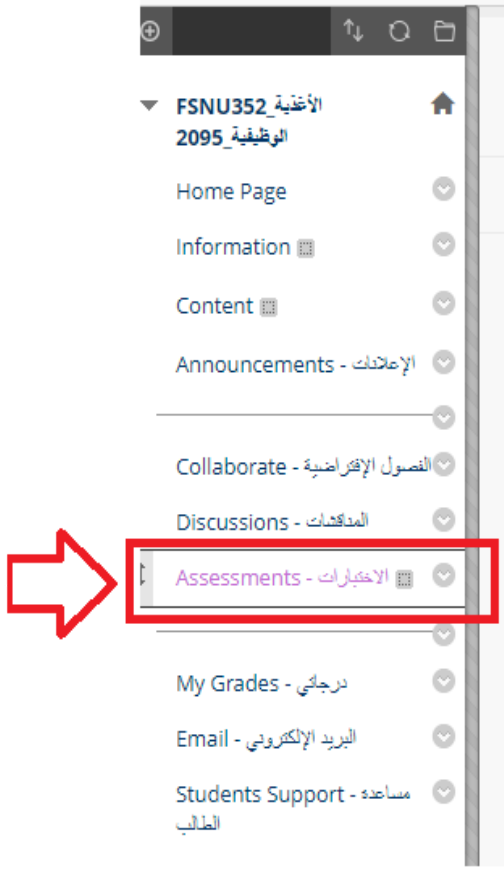 الأغذية_FSNU352
الوظيفية_2095
Home Page
Information
Content
Announcements - الإعلانات
Collaborate - الفصول الإفتراضية
Discussions - المناقشات
Assessments - الاختبارات
My Grades - درجاتي
Email - البريد الإلكتروني
Students Support - مساعدة
الطالب